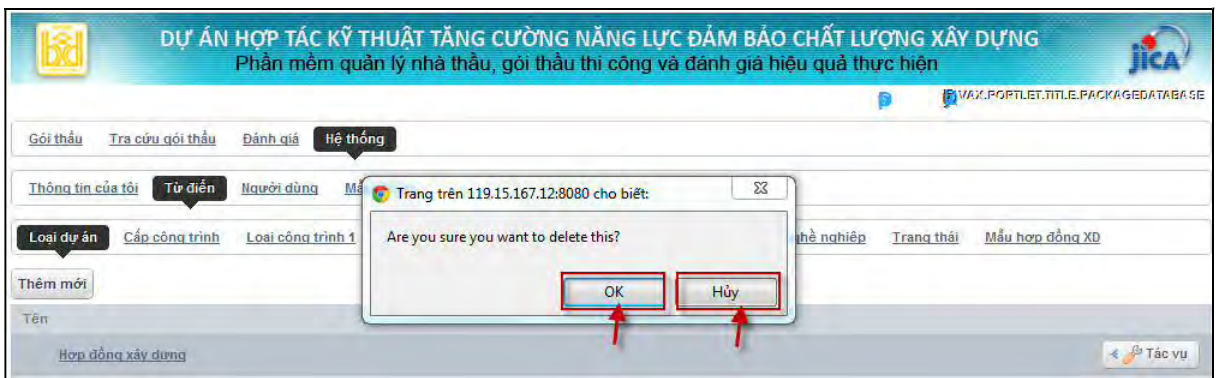 DỰ ÁN HỢP TÁC KỸ THUẬT TĂNG CƯỜNG NĂNG LỰC ĐẢM BẢO CHẤT LƯỢNG XÂY DỰNG
bxd
Phần mềm quản lý nhà thầu, gói thầu thi công và đánh giá hiệu quả thực hiện
jica
VAX.PORTLET.TITLE.PACKAGEDATABASE
Gói thầu Tra cứu gói thầu Đánh giá Hệ thống
Thông tin của tôi Từ điển Người dùng
Trang trên 119.15.167.12:8080 cho biết:
Loại dự án Cấp công trình Loại công trình 1 nghiệp Trạng thái Mẫu hợp đồng XD
Are you sure you want to delete this?
Thêm mới
OK Hủy
Tên
Hợp đồng xây dựng Tác vụ